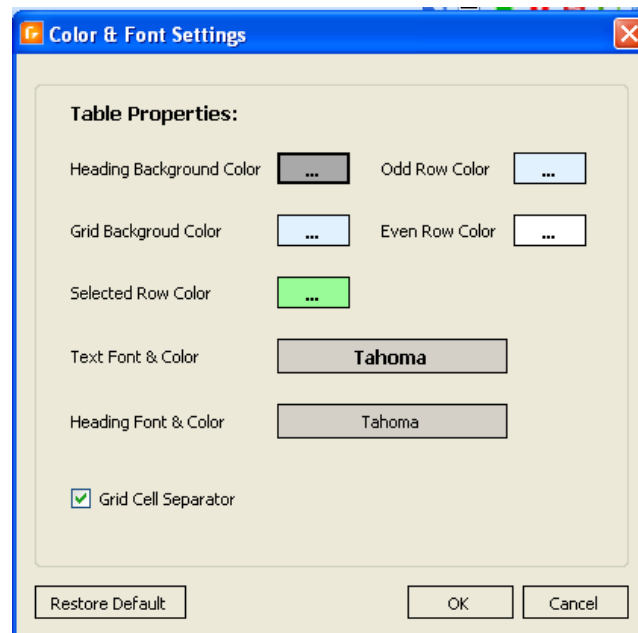 Color & Font Settings
Table Properties:
Heading Background Color ... Odd Row Color ...
Grid Backgroud Color ... Even Row Color ...
Selected Row Color ...
Text Font & Color Tahoma
Heading Font & Color Tahoma
Grid Cell Separator
Restore Default OK Cancel